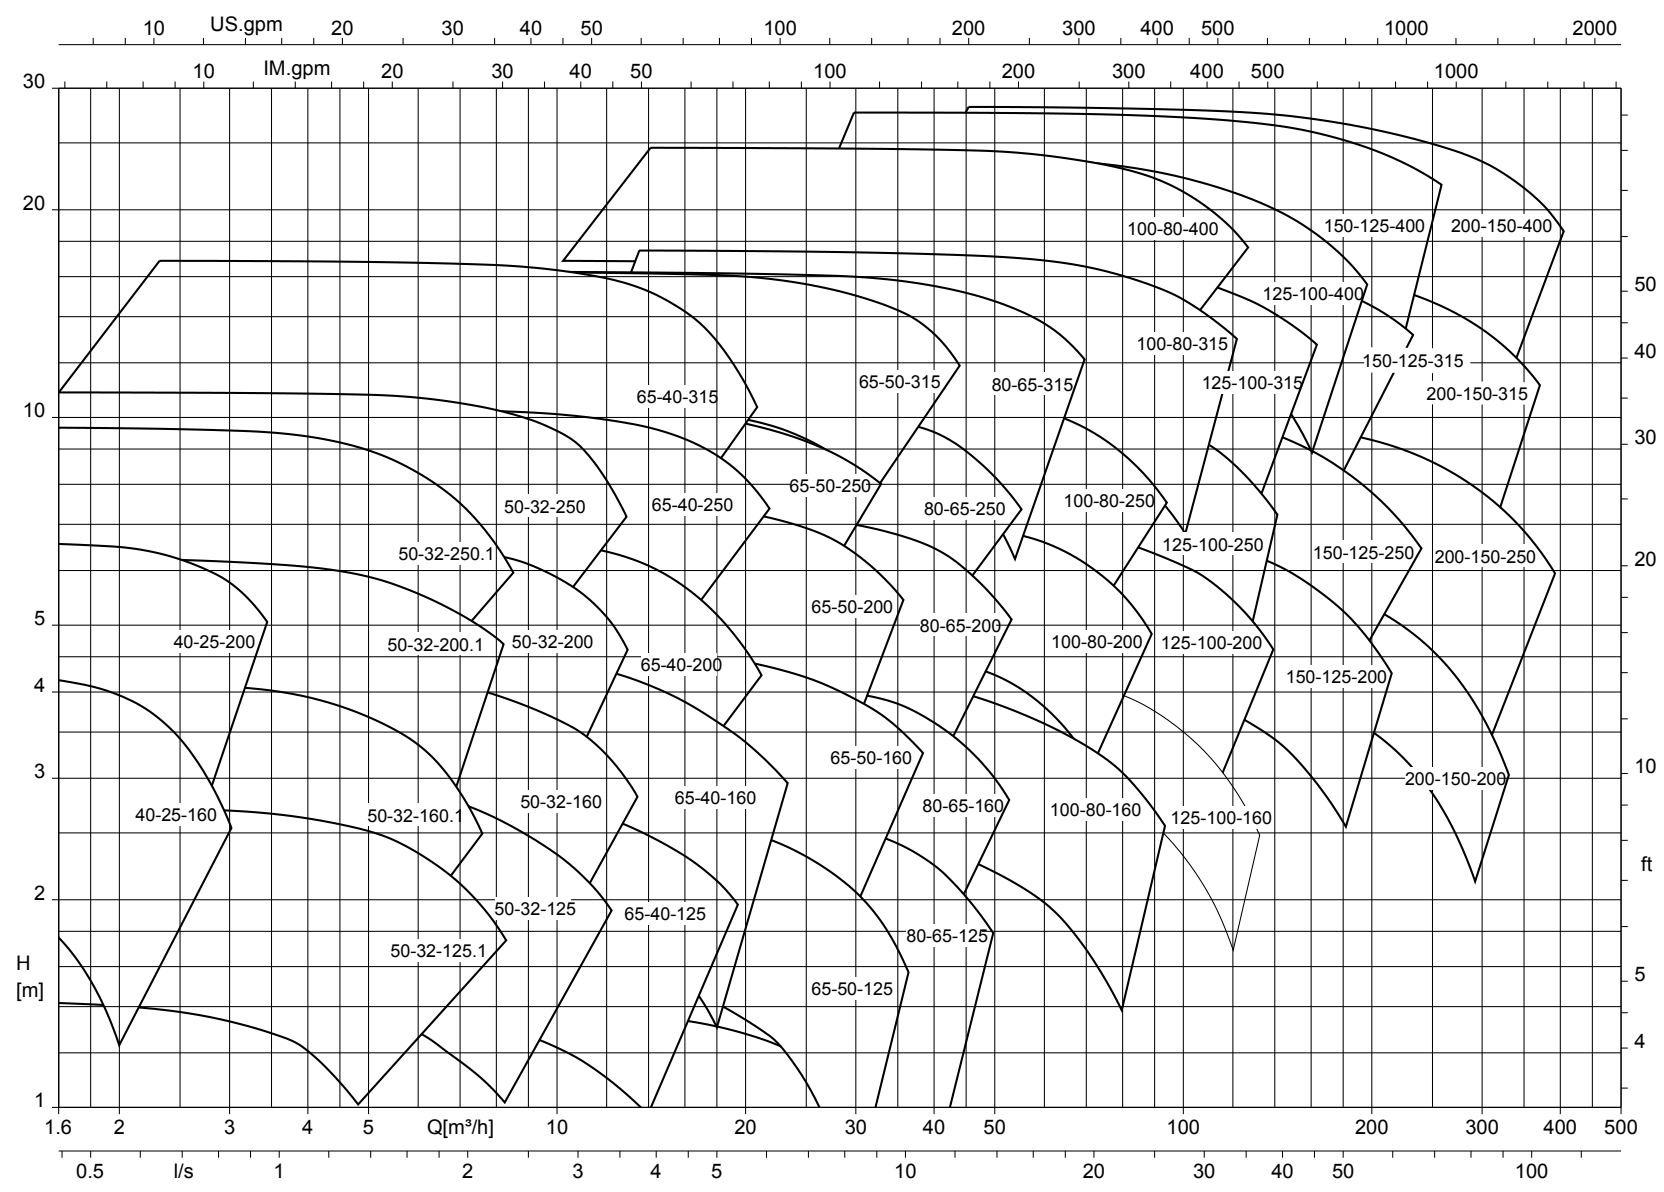 10 US.gpm 20 30 40 50 100 200 300 400 500 1000 2000
10 IM.gpm 20 30 40 50 100 200 300 400 500 1000
30
20
100-80-400 150-125-400 200-150-400
50
125-100-400
100-80-315 40
150-125-315
65-50-315 80-65-315 125-100-315
65-40-315 200-150-315
10
30
65-50-250
50-32-250 65-40-250 80-65-250 100-80-250
125-100-250
50-32-250.1 150-125-250 200-150-250
20
65-50-200
5 80-65-200
40-25-200 50-32-200.1 50-32-200 100-80-200 125-100-200
65-40-200
150-125-200
4
65-50-160
3 10
200-150-200
50-32-160 65-40-160
80-65-160 100-80-160
40-25-160 50-32-160.1 125-100-160
ft
2
50-32-125 65-40-125
80-65-125
50-32-125.1
H
5
[m] 65-50-125
4
1
1.6 2 3 4 5 Q[m³/h] 10 20 30 40 50 100 200 300 400 500
0.5 l/s 1 2 3 4 5 10 20 30 40 50 100